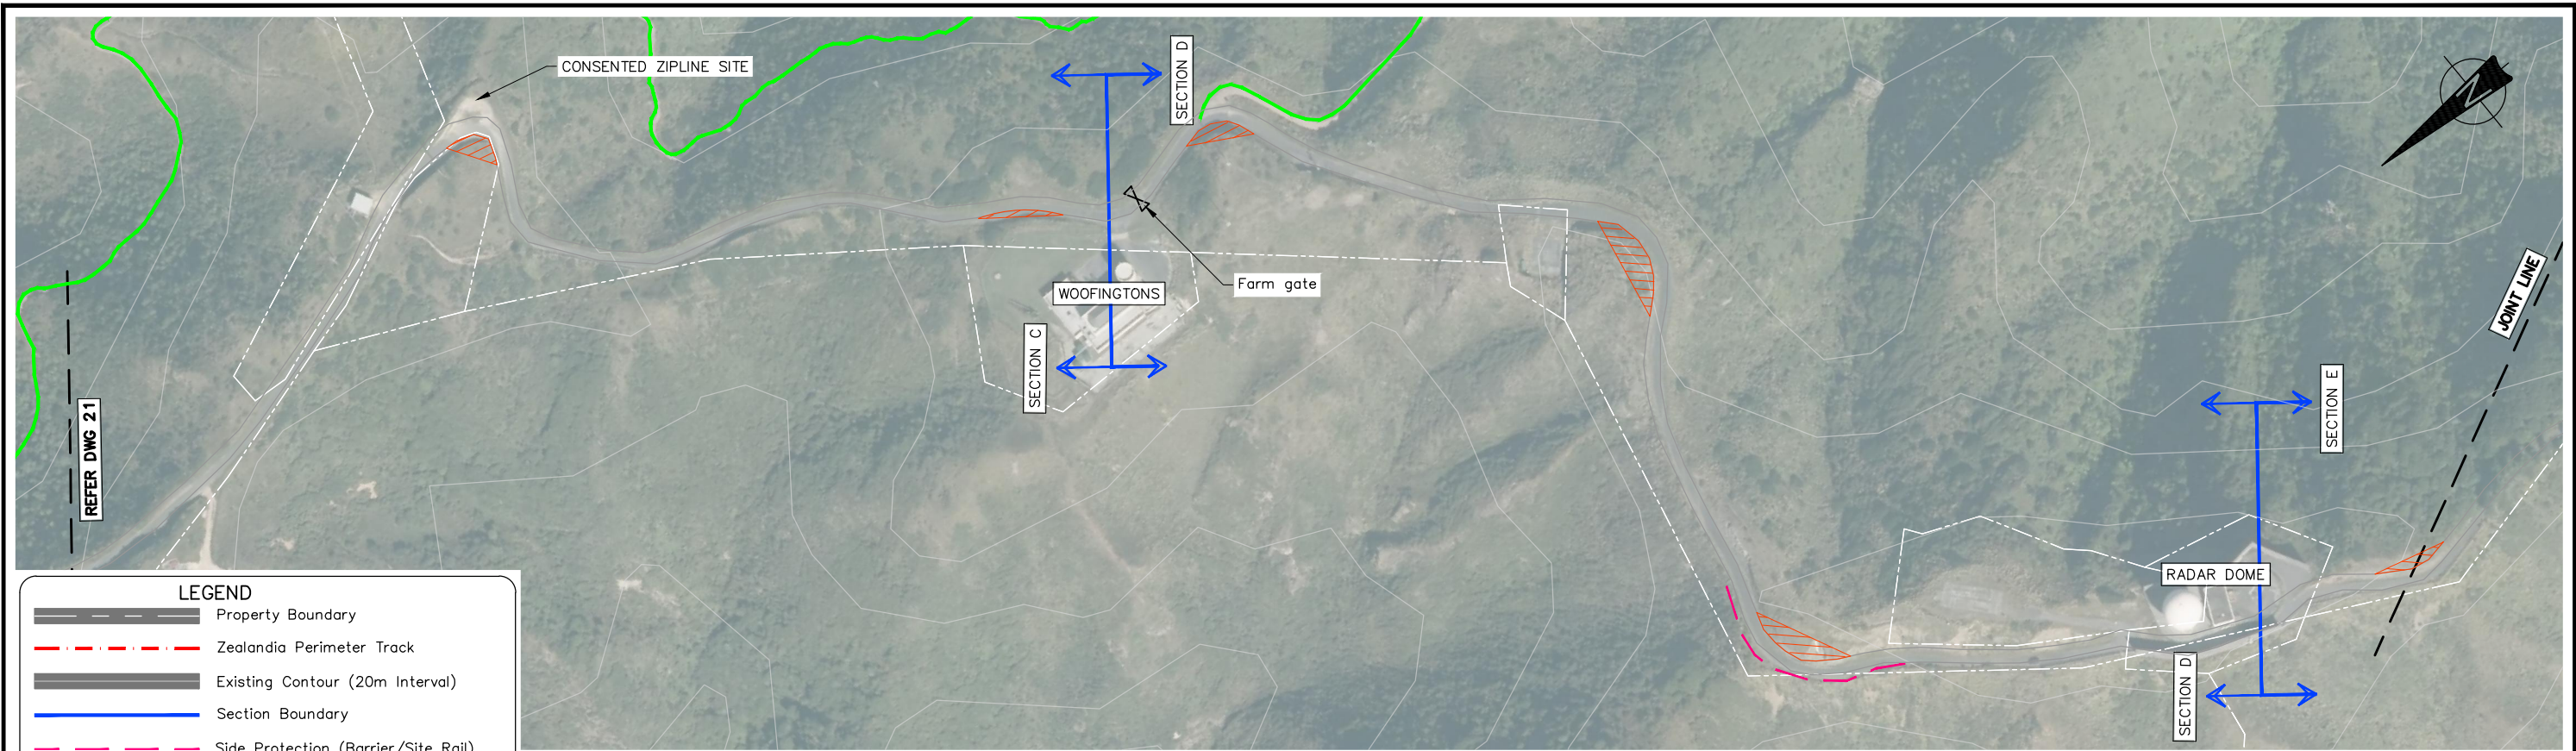 CONSENTED ZIPLINE SITE
SECTION D
Farm gate
WOOFINGTONS
SECTION C
REFER DWG 21
JOINT LINE
SECTION E
RADAR DOME
SECTION D
LEGEND
Property Boundary
Zealandia Perimeter Track
Existing Contour (20m Interval)
Section Boundary
Side Protection (Barrier/Site Rail)